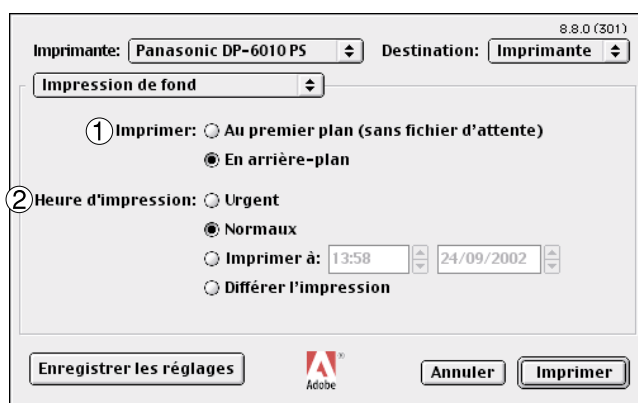 8.8.0 (301)
Imprimante: Panasonic DP-6010 PS Destination: Imprimante
Impression de fond
① Imprimer: Au premier plan (sans fichier d'attente)
En arrière-plan
② Heure d'impression: Urgent
Normaux
Imprimer à: 13:58 24/09/2002
Différer l'impression
Enregistrer les réglages Adobe® Annuler Imprimer